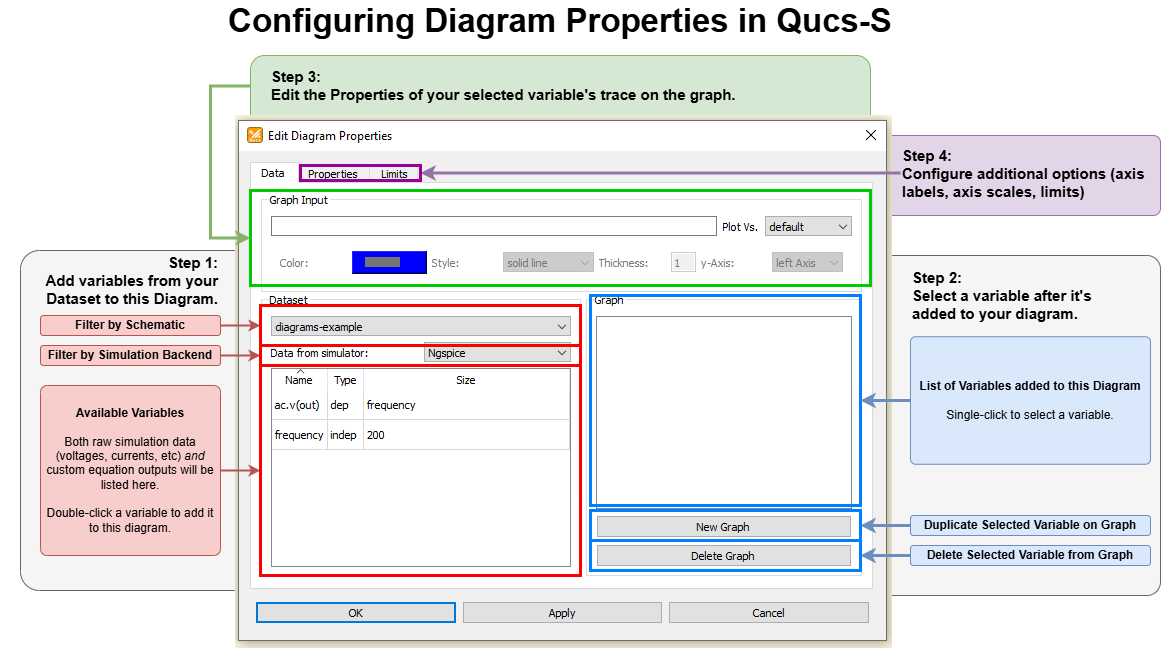 Configuring Diagram Properties in Qucs-S
Step 3:
Edit the Properties of your selected variable's trace on the graph.
Edit Diagram Properties
Data
Properties
Limits
Step 4:
Configure additional options (axis
labels, axis scales, limits)
Graph Input
Plot Vs.
default
Color:
Style:
solid line
Thickness:
1
y-Axis:
left Axis
Step 1:
Add variables from your
Dataset to this Diagram.
Filter by Schematic
Filter by Simulation Backend
Available Variables
Both raw simulation data
(voltages, currents, etc) and
custom equation outputs will be
listed here.
Double-click a variable to add it
to this diagram.
Dataset
diagrams-example
Data from simulator:
Ngspice
Name Type Size
ac.v(out) dep frequency
frequency indep 200
Graph
New Graph
Delete Graph
Step 2:
Select a variable after it's
added to your diagram.
List of Variables added to this Diagram
Single-click to select a variable.
Duplicate Selected Variable on Graph
Delete Selected Variable from Graph
OK
Apply
Cancel